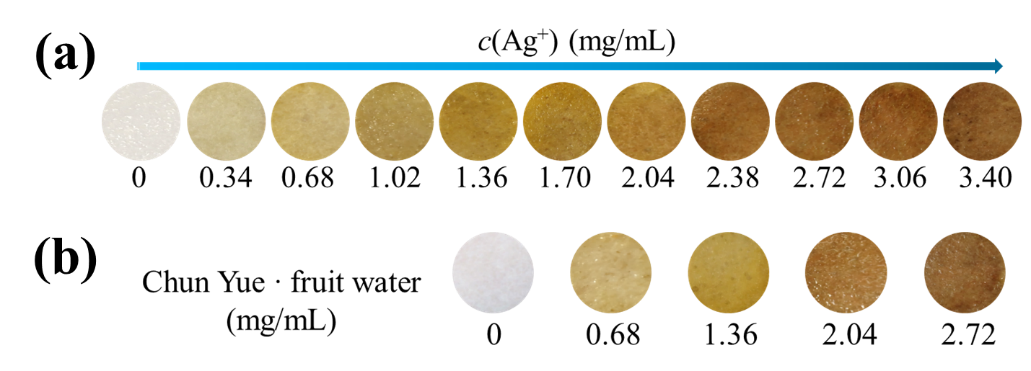 (a)
c(Ag⁺) (mg/mL)
0 0.34 0.68 1.02 1.36 1.70 2.04 2.38 2.72 3.06 3.40
(b)
Chun Yue · fruit water
(mg/mL)
0 0.68 1.36 2.04 2.72